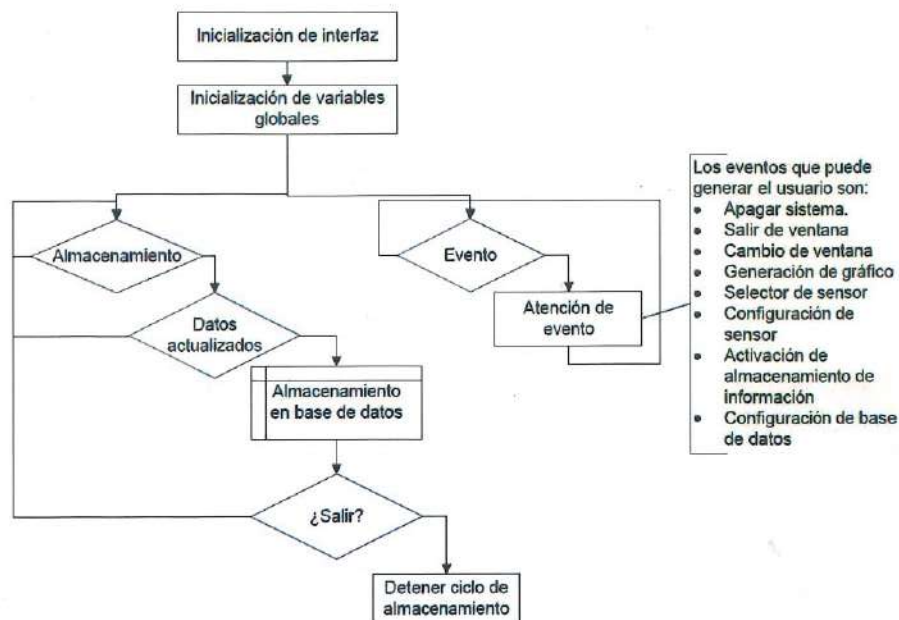 Inicialización de interfaz
Inicialización de variables
globales
Almacenamiento
Datos
actualizados
Almacenamiento
en base de datos
¿Salir?
Detener ciclo de
almacenamiento
Evento
Atención de
evento
Los eventos que puede
generar el usuario son:
• Apagar sistema.
• Salir de ventana
• Cambio de ventana
• Generación de gráfico
• Selector de sensor
• Configuración de
sensor
• Activación de
almacenamiento de
información
• Configuración de base
de datos